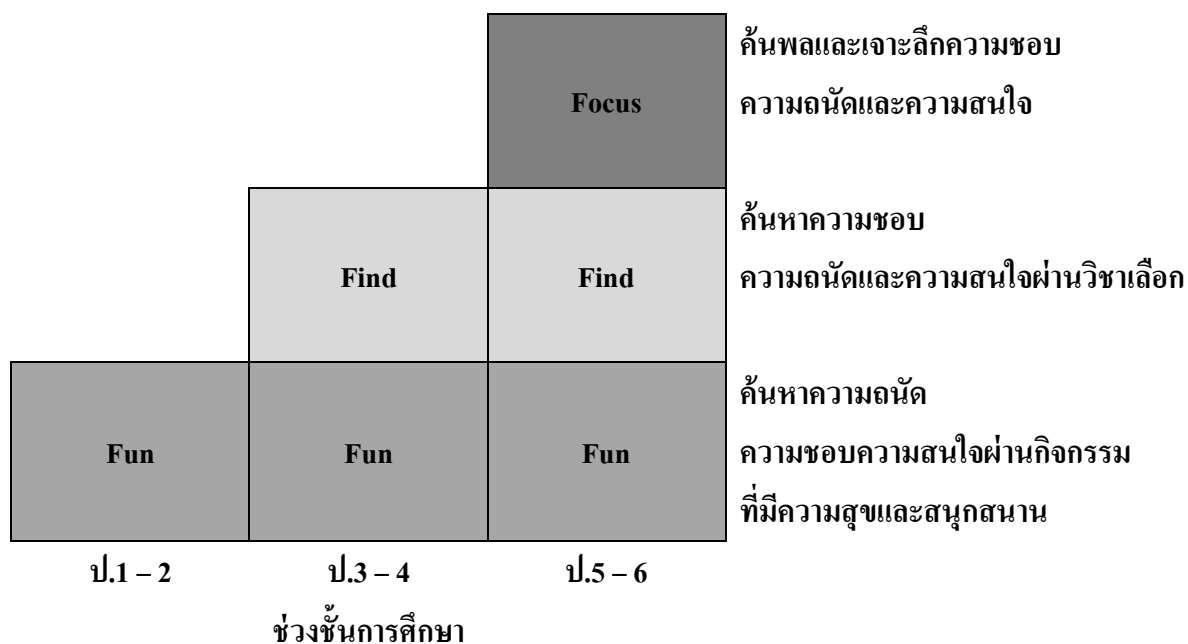 Focus
ค้นพลและเจาะลึกความชอบ
ความถนัดและความสนใจ
Find
Find
ค้นหาความชอบ
ความถนัดและความสนใจผ่านวิชาเลือก
Fun
Fun
Fun
ค้นหาความถนัด
ความชอบความสนใจผ่านกิจกรรม
ที่มีความสุขและสนุกสนาน
ป.1 – 2
ป.3 – 4
ป.5 – 6
ช่วงชั้นการศึกษา